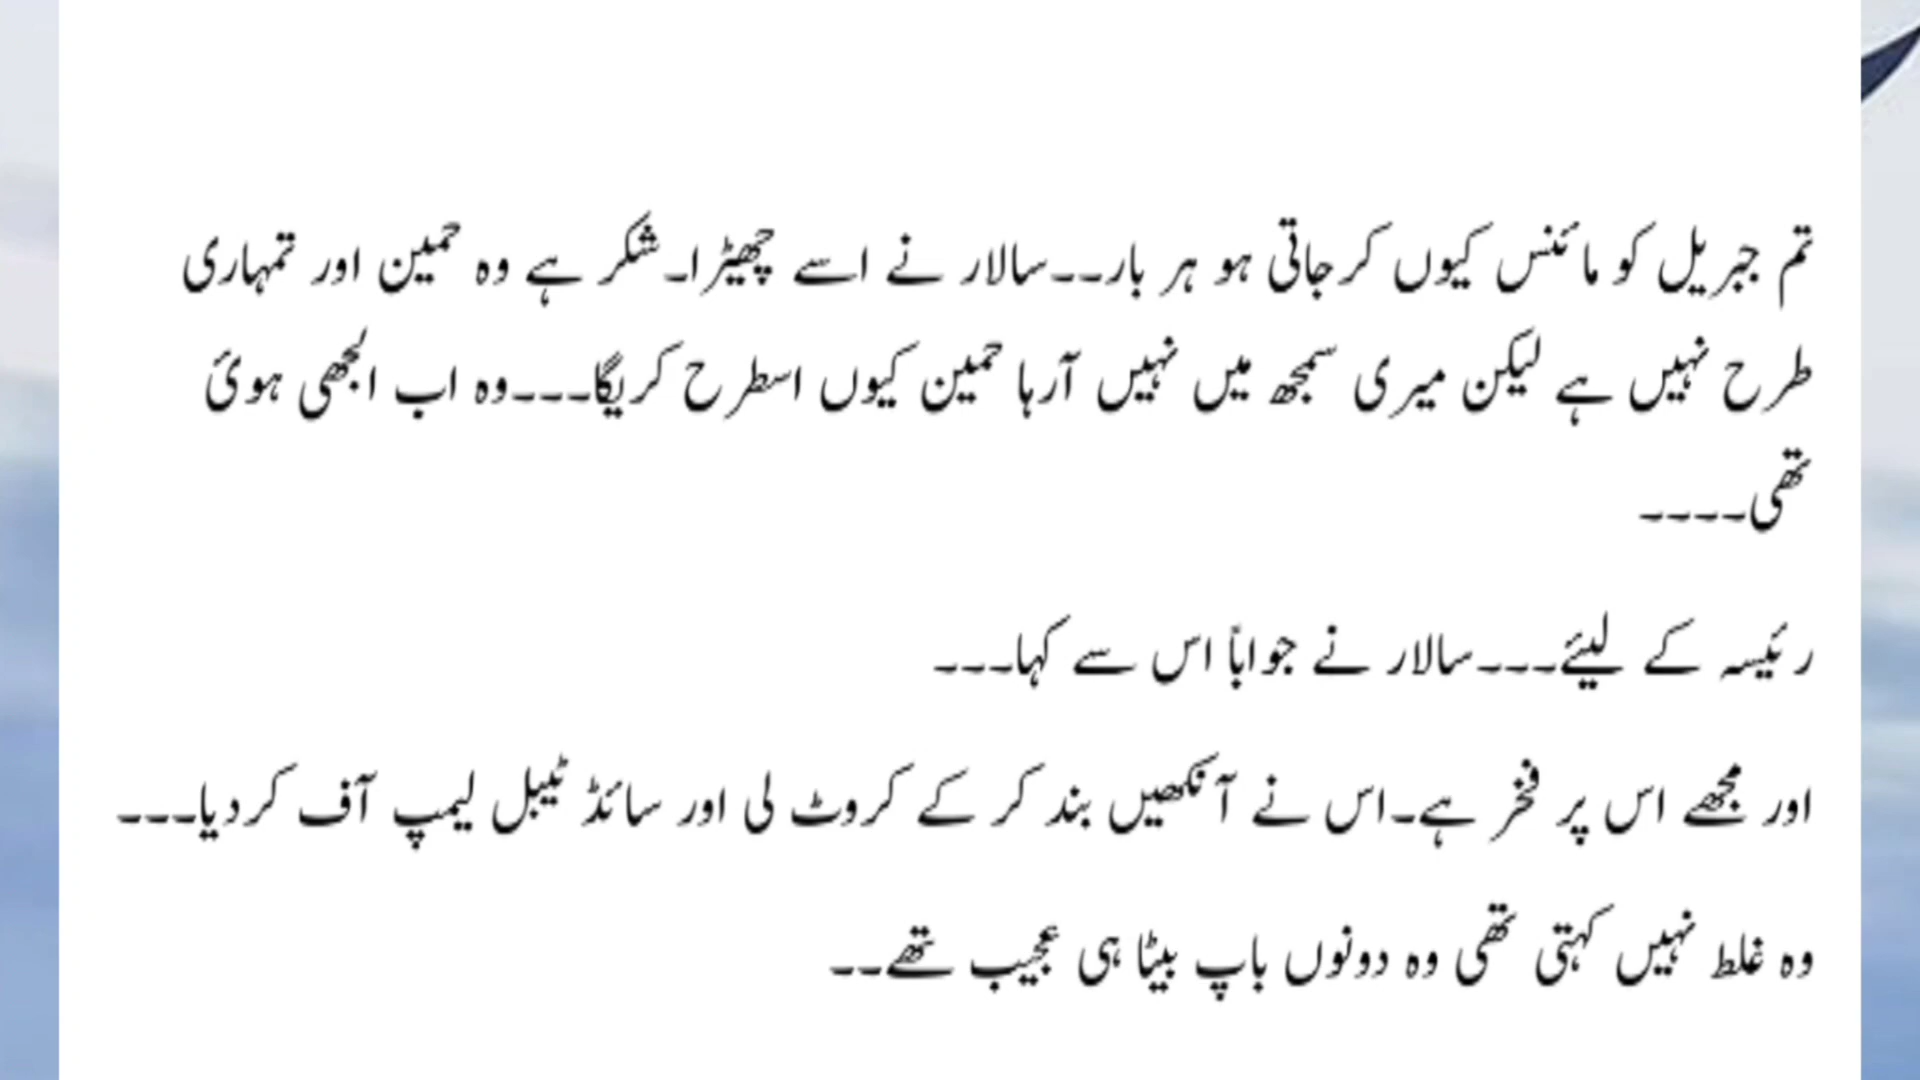 تم جبریل کو مائنس کیوں کرجاتی ہو ہر بار۔۔سالار نے اسے چھیڑا۔شکر ہے وہ حمین اور تمہاری
طرح نہیں ہے لیکن میری سمجھ میں نہیں آرہا حمین کیوں اسطرح کریگا۔۔۔وہ اب الجھی ہوئ
تھی۔۔۔۔
رئیسہ کے لیئے۔۔۔سالار نے جواباً اس سے کہا۔۔۔
اور مجھے اس پر فخر ہے۔اس نے آنکھیں بند کر کے کروٹ لی اور سائڈ ٹیبل لیمپ آف کردیا۔۔۔
وہ غلط نہیں کہتی تھی وہ دونوں باپ بیٹا ہی عجیب تھے۔۔